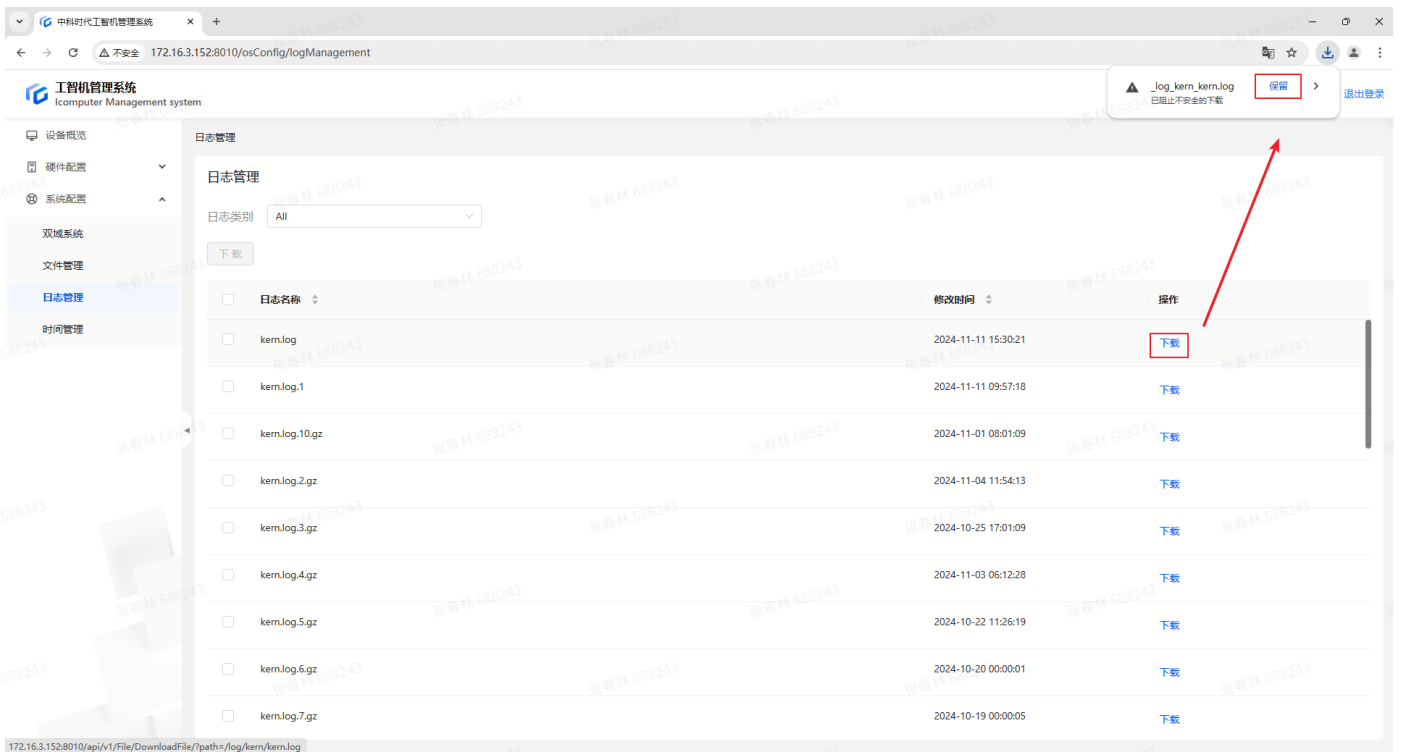 中科时代工智机管理系统
不安全 172.16.3.152:8010/osConfig/logManagement
工智机管理系统
Icomputer Management system
_log_kern_kern.log
保留
已阻止不安全的下载
退出登录
设备概览
硬件配置
系统配置
双域系统
文件管理
日志管理
时间管理
日志管理
日志管理
日志类别 All
下载
日志名称 修改时间 操作
kern.log 2024-11-11 15:30:21 下载
kern.log.1 2024-11-11 09:57:18 下载
kern.log.10.gz 2024-11-01 08:01:09 下载
kern.log.2.gz 2024-11-04 11:54:13 下载
kern.log.3.gz 2024-10-25 17:01:09 下载
kern.log.4.gz 2024-11-03 06:12:28 下载
kern.log.5.gz 2024-10-22 11:26:19 下载
kern.log.6.gz 2024-10-20 00:00:01 下载
kern.log.7.gz 2024-10-19 00:00:05 下载
172.16.3.152:8010/api/v1/File/DownloadFile/?path=/log/kern/kern.log
张春林 688243